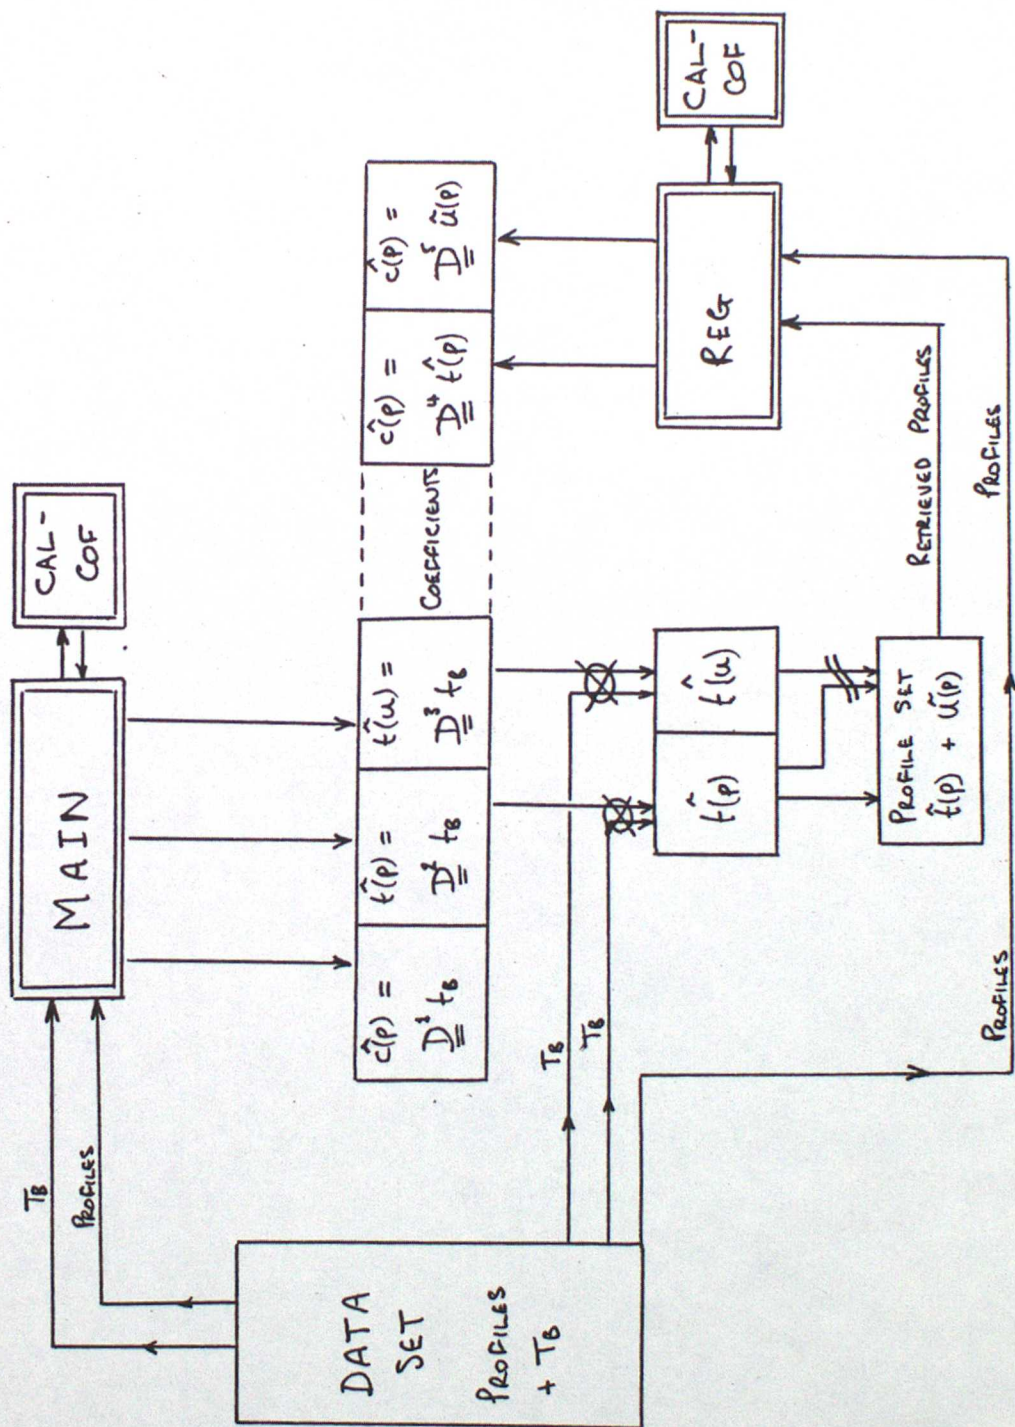 MAIN
CAL-
COF
TB
PROFILES
ĉ(p) =
D¹ tB
t̂(p) =
D² tB
t̂(u) =
D³ tB
COEFFICIENTS
ĉ(p) =
D⁴ t̂(p)
ĉ(p) =
D⁵ û(p)
CAL-
COF
REG
DATA
SET
PROFILES
+ TB
TB
TB
t̂(p)
t̂(u)
PROFILE SET
t̂(p) + û(p)
RETRIEVED PROFILES
PROFILES
PROFILES